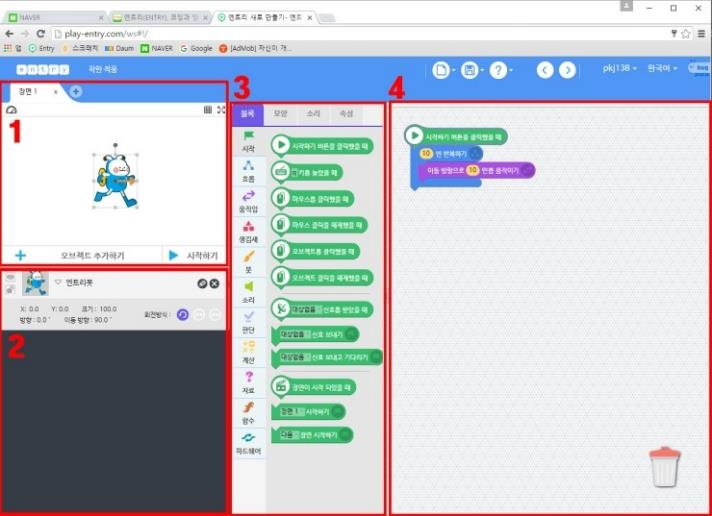 NAVER
엔트리(ENTRY), 코딩과 인
엔트리 새로 만들기- 엔트
play-entry.com/ws#!/
앱
Entry
스크래치
Daum
NAVER
Google
[AdMob] 자신이 개...
entry
착한 작품
pkj138
한국어
bug
장면 1
1
오브젝트 추가하기
시작하기
2
엔트리봇
X: 0.0 Y: 0.0 크기: 100.0
방향: 0.0° 이동 방향: 90.0°
회전방식:
3
블록 모양 소리 속성
시작
흐름
움직임
생김새
붓
소리
판단
계산
자료
함수
하드웨어
시작하기 버튼을 클릭했을 때
키를 눌렀을 때
마우스를 클릭했을 때
마우스 클릭을 해제했을 때
오브젝트를 클릭했을 때
오브젝트 클릭을 해제했을 때
대상없음 신호를 받았을 때
대상없음 신호 보내기
대상없음 신호 보내고 기다리기
장면이 시작 되었을 때
장면 1 시작하기
다음 장면 시작하기
4
시작하기 버튼을 클릭했을 때
10 번 반복하기
이동 방향으로 10 만큼 움직이기